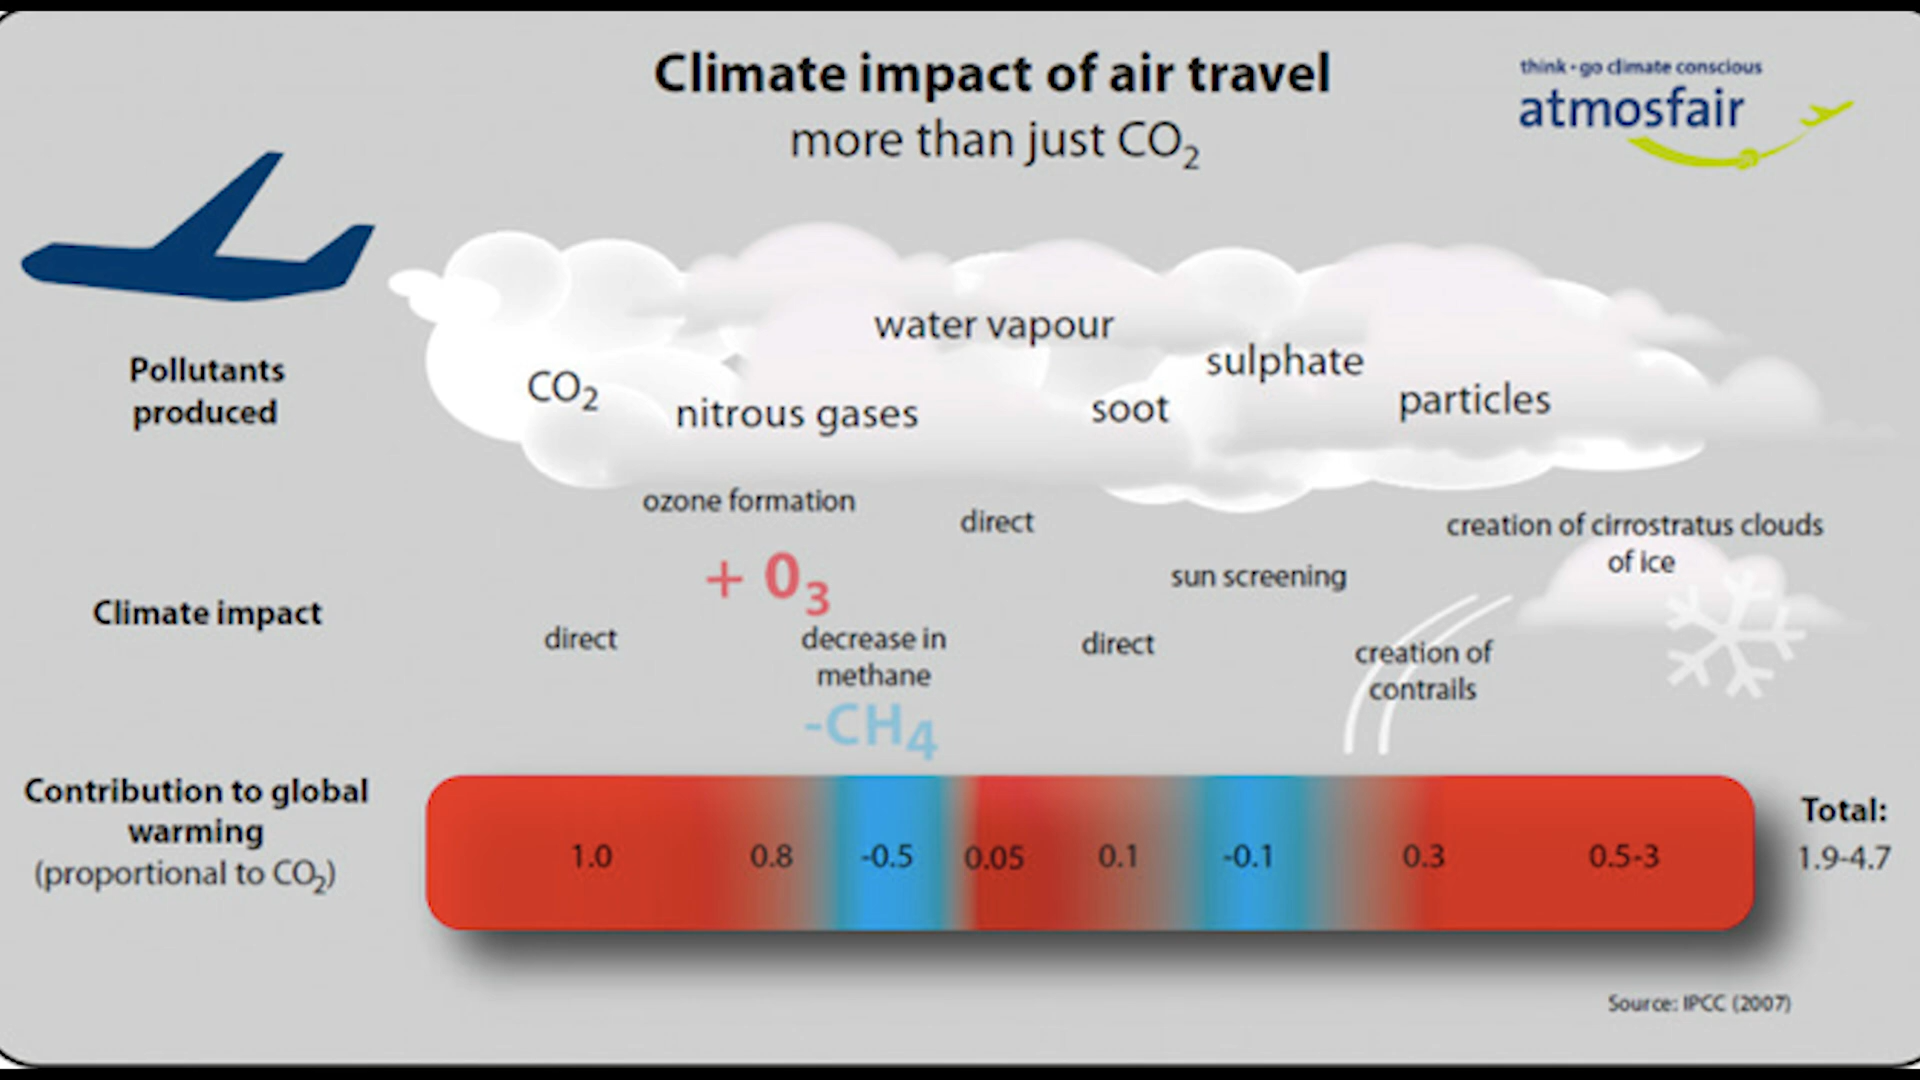 Climate impact of air travel
more than just CO₂
think · go climate conscious
atmosfair
Pollutants
produced
water vapour
sulphate
CO₂
nitrous gases
soot
particles
Climate impact
ozone formation
direct
creation of cirrostratus clouds
of ice
+ O₃
sun screening
direct
decrease in
methane
direct
creation of
contrails
-CH₄
Contribution to global
warming
(proportional to CO₂)
1.0 0.8 -0.5 0.05 0.1 -0.1 0.3 0.5-3
Total:
1.9-4.7
Source: IPCC (2007)